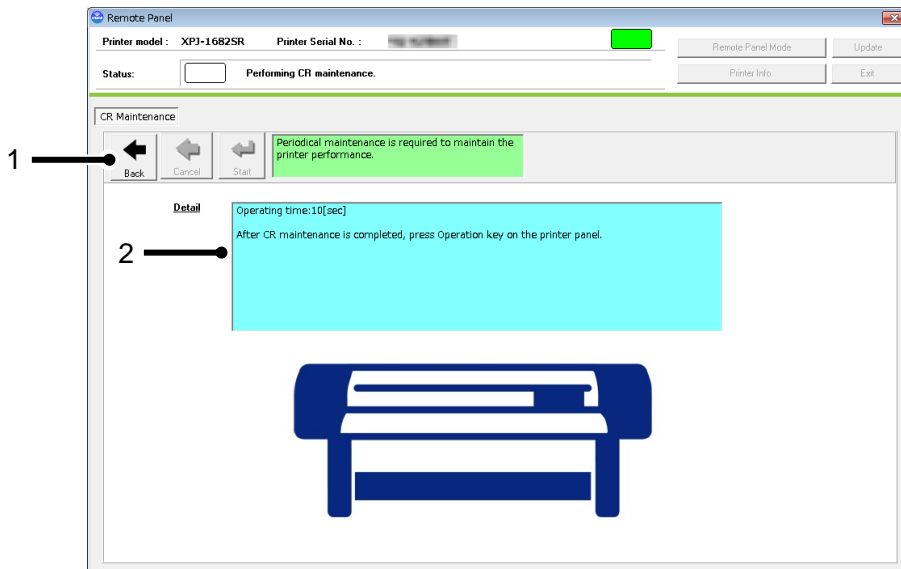 Remote Panel
Printer model : XPJ-1682SR Printer Serial No. :
Remote Panel Mode Update
Status: Performing CR maintenance.
Printer Info. Exit
CR Maintenance
1
Back Cancel Start
Periodical maintenance is required to maintain the
printer performance.
Detail
Operating time:10[sec]
2
After CR maintenance is completed, press Operation key on the printer panel.